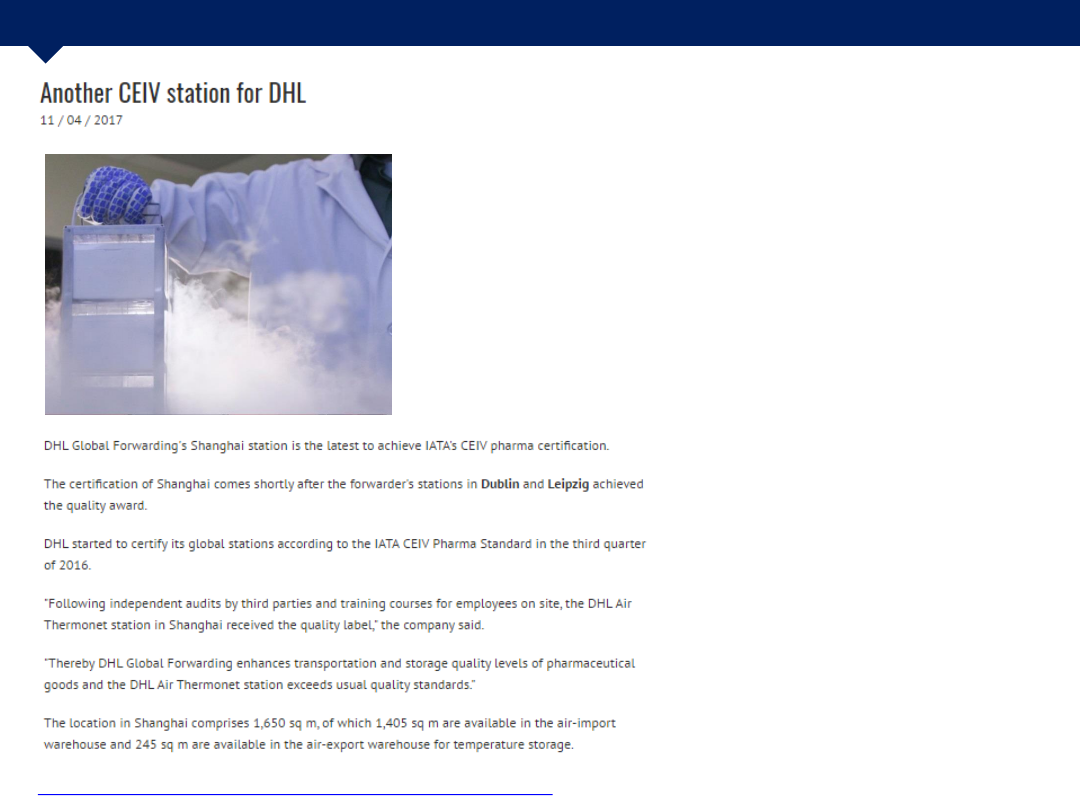 Another CEIV station for DHL
11 / 04 / 2017
DHL Global Forwarding's Shanghai station is the latest to achieve IATA's CEIV pharma certification.
The certification of Shanghai comes shortly after the forwarder's stations in Dublin and Leipzig achieved
the quality award.
DHL started to certify its global stations according to the IATA CEIV Pharma Standard in the third quarter
of 2016.
"Following independent audits by third parties and training courses for employees on site, the DHL Air
Thermonet station in Shanghai received the quality label," the company said.
"Thereby DHL Global Forwarding enhances transportation and storage quality levels of pharmaceutical
goods and the DHL Air Thermonet station exceeds usual quality standards."
The location in Shanghai comprises 1,650 sq m, of which 1,405 sq m are available in the air-import
warehouse and 245 sq m are available in the air-export warehouse for temperature storage.